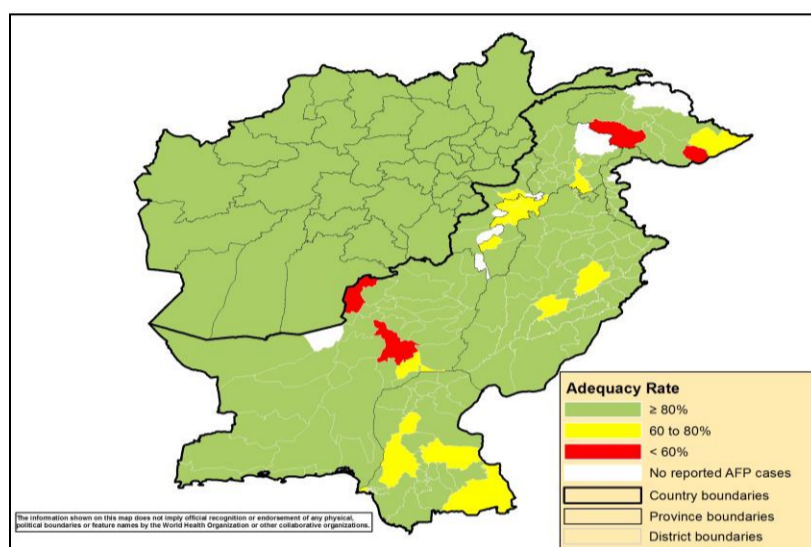 Adequacy Rate
≥ 80%
60 to 80%
< 60%
No reported AFP cases
Country boundaries
Province boundaries
District boundaries
The information shown on this map does not imply official recognition or endorsement of any physical,
political boundaries or feature names by the World Health Organization or other collaborative organizations.